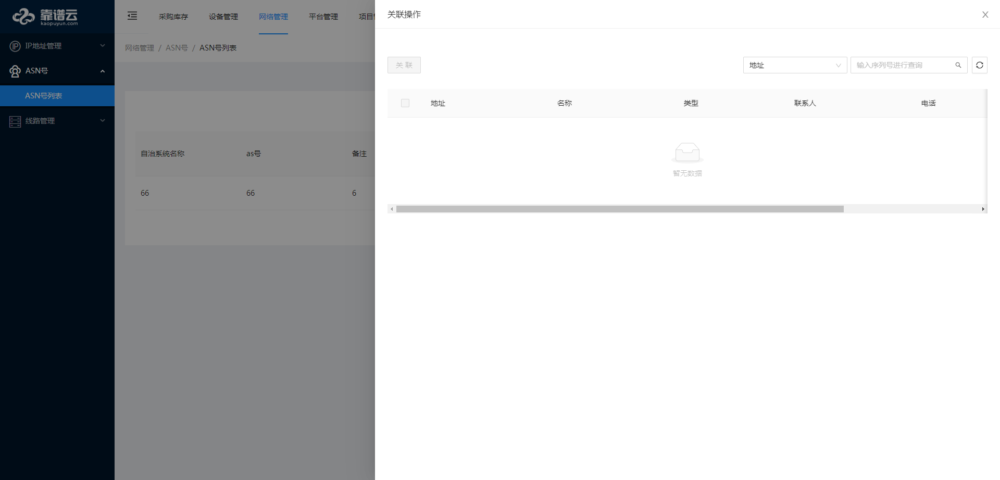 靠谱云
kaopuyun.com
IP地址管理
ASN号
ASN号列表
线路管理
采购库存 设备管理 网络管理 平台管理 项目
网络管理 / ASN号 / ASN号列表
自治系统名称 as号 备注
66 66 6
关联操作
关 联
地址
输入序列号进行查询
地址 名称 类型 联系人 电话
暂无数据